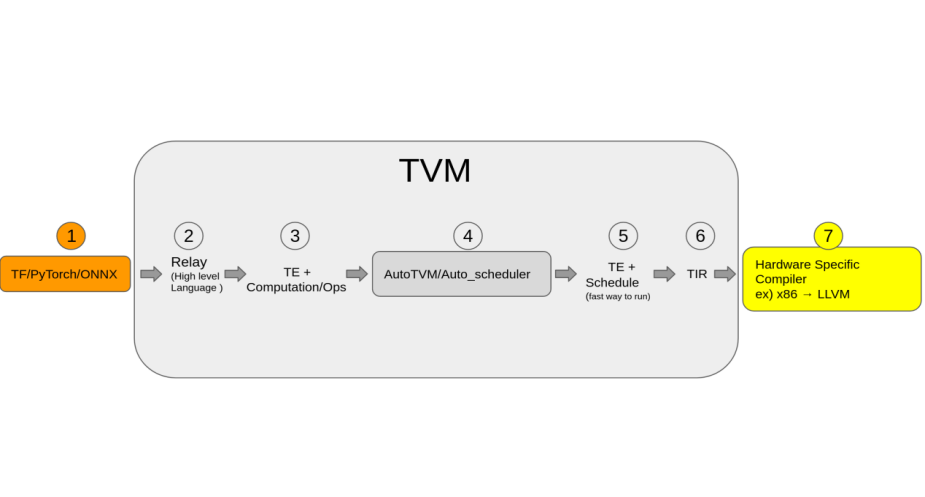 TVM
1
2
3
4
5
6
7
TF/PyTorch/ONNX
Relay
(High level
Language )
TE +
Computation/Ops
AutoTVM/Auto_scheduler
TE +
Schedule
(fast way to run)
TIR
Hardware Specific
Compiler
ex) x86 → LLVM